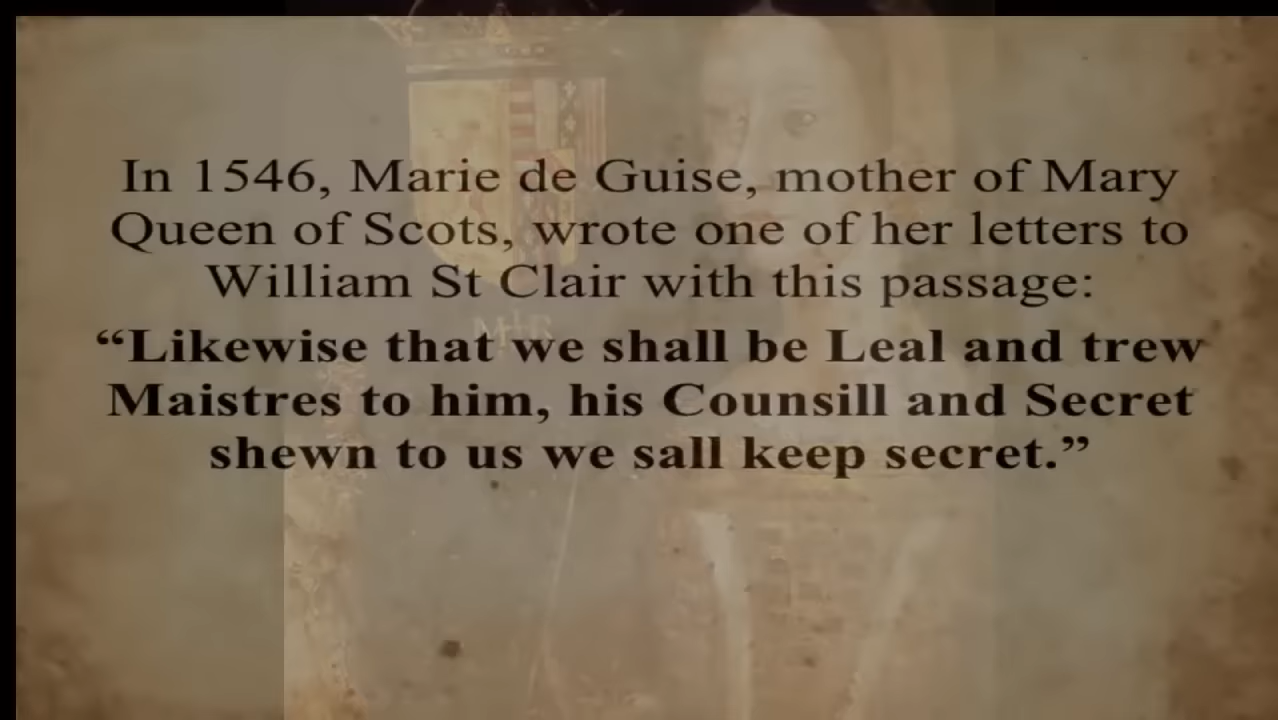 In 1546, Marie de Guise, mother of Mary
Queen of Scots, wrote one of her letters to
William St Clair with this passage:
“Likewise that we shall be Leal and trew
Maistres to him, his Counsill and Secret
shewn to us we sall keep secret.”